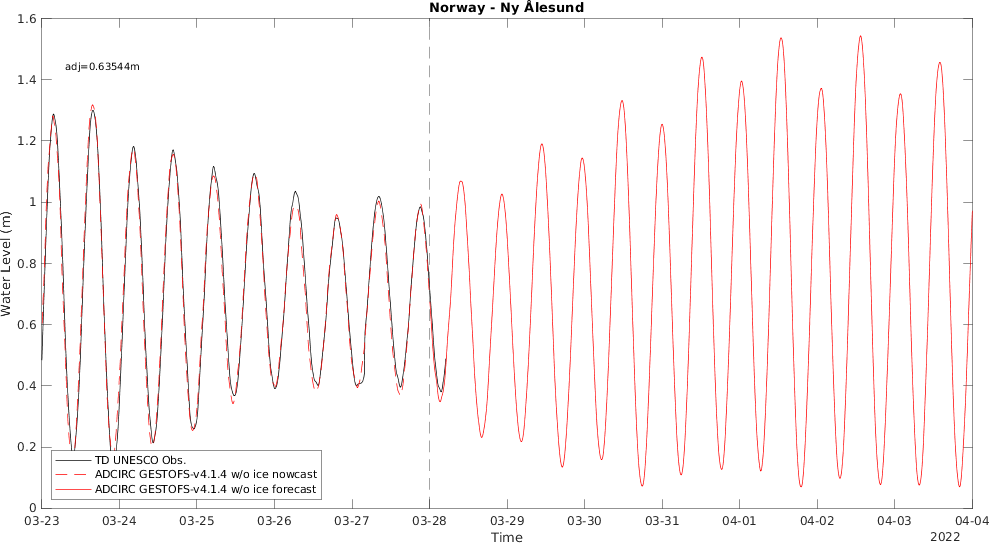 Norway - Ny Ålesund
adj=0.63544m
Water Level (m)
1.6
1.4
1.2
1
0.8
0.6
0.4
0.2
0
TD UNESCO Obs.
ADCIRC GESTOFS-v4.1.4 w/o ice nowcast
ADCIRC GESTOFS-v4.1.4 w/o ice forecast
03-23 03-24 03-25 03-26 03-27 03-28 03-29 03-30 03-31 04-01 04-02 04-03 04-04
Time
2022